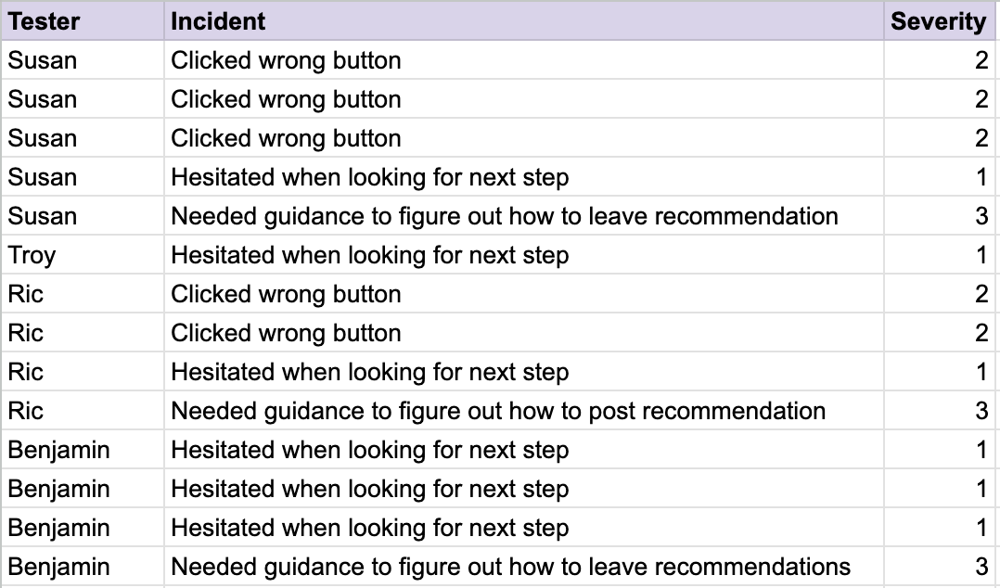 Tester Incident Severity
Susan Clicked wrong button 2
Susan Clicked wrong button 2
Susan Clicked wrong button 2
Susan Hesitated when looking for next step 1
Susan Needed guidance to figure out how to leave recommendation 3
Troy Hesitated when looking for next step 1
Ric Clicked wrong button 2
Ric Clicked wrong button 2
Ric Hesitated when looking for next step 1
Ric Needed guidance to figure out how to post recommendation 3
Benjamin Hesitated when looking for next step 1
Benjamin Hesitated when looking for next step 1
Benjamin Hesitated when looking for next step 1
Benjamin Needed guidance to figure out how to leave recommendations 3